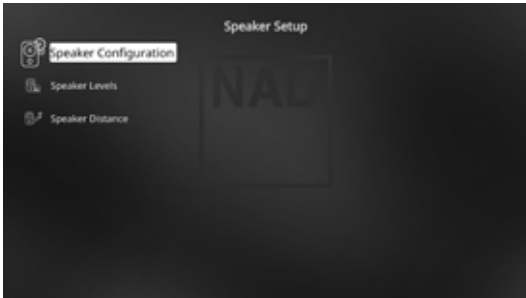 Speaker Setup
Speaker Configuration
NAD
Speaker Levels
Speaker Distance